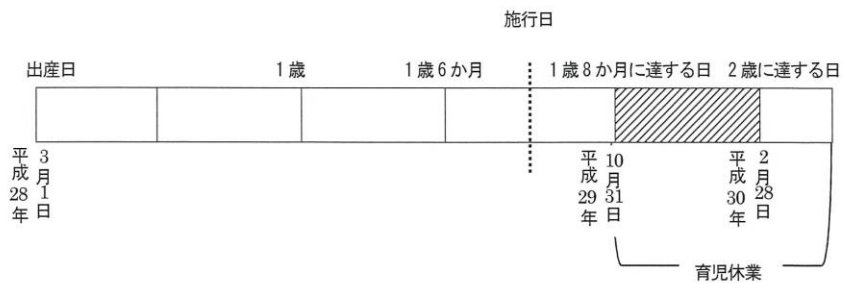 施行日
出産日
1歳
1歳6か月
1歳8か月に達する日
2歳に達する日
平成28年
3月1日
平成29年
10月31日
平成30年
2月28日
育児休業